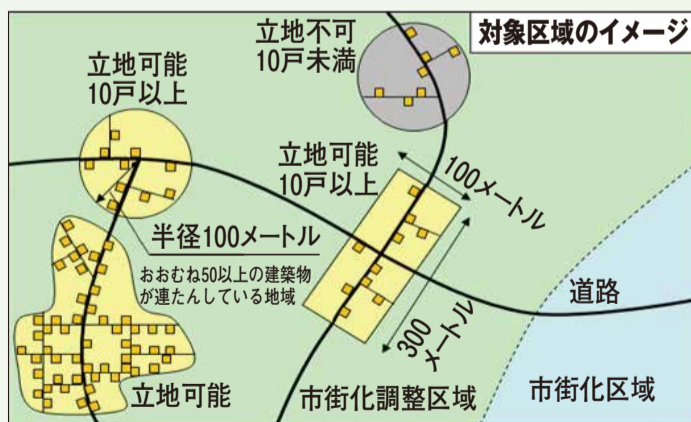 対象区域のイメージ
立地不可
10戸未満
立地可能
10戸以上
立地可能
10戸以上
100メートル
半径100メートル
おおむね50以上の建築物
が連たんしている地域
300
メートル
道路
立地可能
市街化調整区域
市街化区域